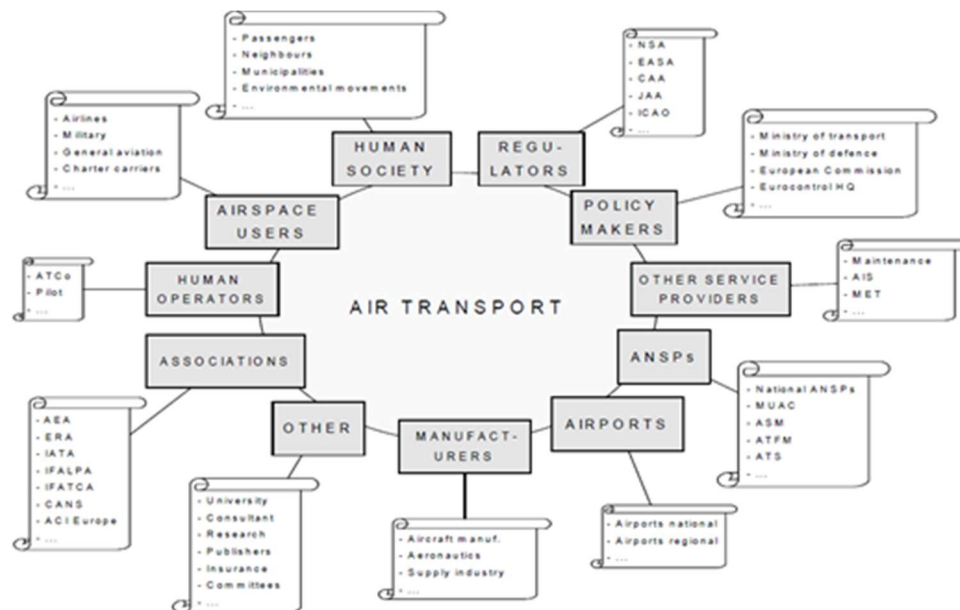 - Passengers
- Neighbours
- Municipalities
- Environmental movements
- ...
- NSA
- EASA
- CAA
- JAA
- ICAO
- ...
- Airlines
- Military
- General aviation
- Charter carriers
- ...
- Ministry of transport
- Ministry of defence
- European Commission
- Eurocontrol HQ
- ...
HUMAN
SOCIETY
REGU-
LATORS
AIRSPACE
USERS
POLICY
MAKERS
- ATCo
- Pilot
- ...
HUMAN
OPERATORS
AIR TRANSPORT
OTHER SERVICE
PROVIDERS
- Maintenance
- AIS
- MET
- ...
ASSOCIATIONS
ANSPs
OTHER
MANUFACT-
URERS
AIRPORTS
- National ANSPs
- MUAC
- ASM
- ATFM
- ATS
- ...
- AEA
- ERA
- IATA
- IFALPA
- IFATCA
- CANS
- ACI Europe
- ...
- University
- Consultant
- Research
- Publishers
- Insurance
- Committees
- ...
- Aircraft manuf.
- Aeronautics
- Supply industry
- ...
- Airports national
- Airports regional
- ...